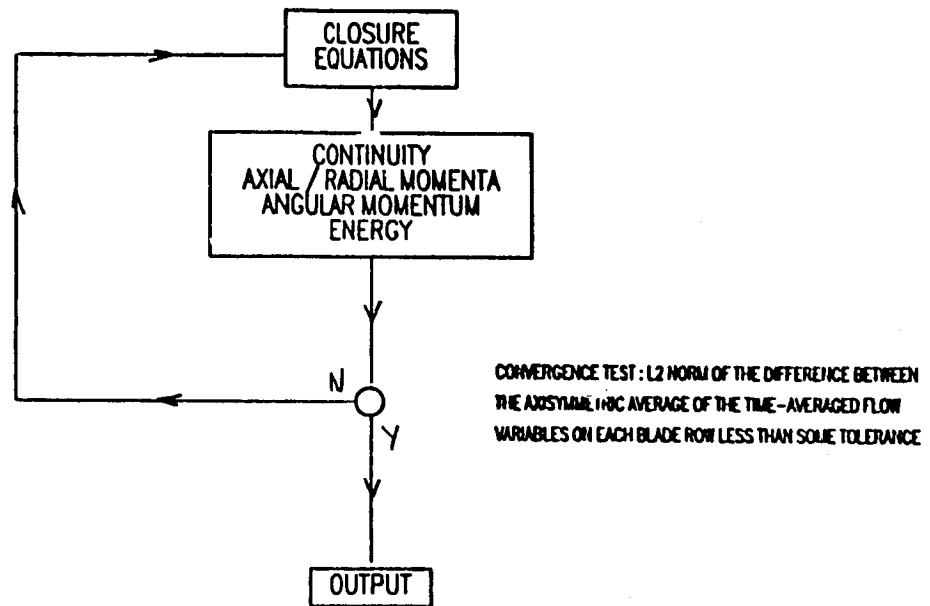 CLOSURE
EQUATIONS
CONTINUITY
AXIAL / RADIAL MOMENTA
ANGULAR MOMENTUM
ENERGY
N
CONVERGENCE TEST : L2 NORM OF THE DIFFERENCE BETWEEN
THE AXISYMMETRIC AVERAGE OF THE TIME-AVERAGED FLOW
Y
VARIABLES ON EACH BLADE ROW LESS THAN SOME TOLERANCE
OUTPUT